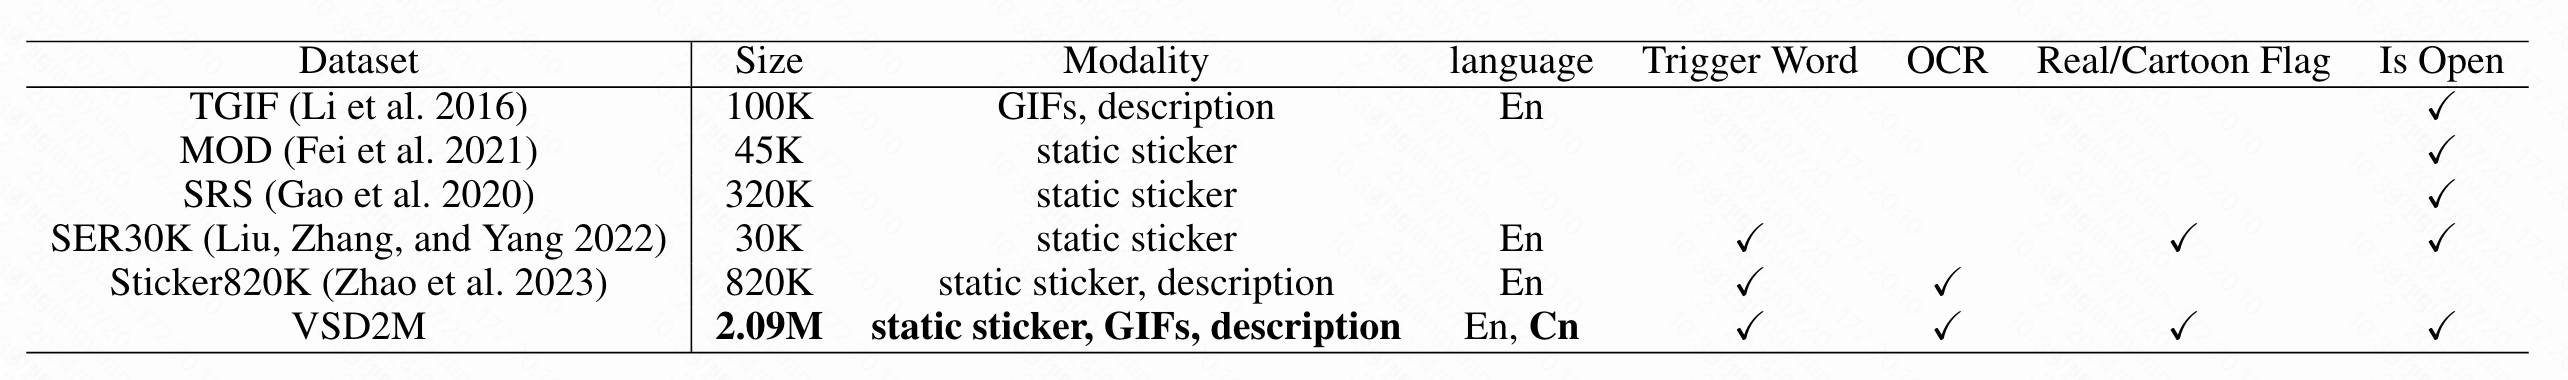 Dataset Size Modality language Trigger Word OCR Real/Cartoon Flag Is Open
TGIF (Li et al. 2016) 100K GIFs, description En ✓
MOD (Fei et al. 2021) 45K static sticker ✓
SRS (Gao et al. 2020) 320K static sticker ✓
SER30K (Liu, Zhang, and Yang 2022) 30K static sticker En ✓ ✓ ✓
Sticker820K (Zhao et al. 2023) 820K static sticker, description En ✓ ✓
VSD2M 2.09M static sticker, GIFs, description En, Cn ✓ ✓ ✓ ✓